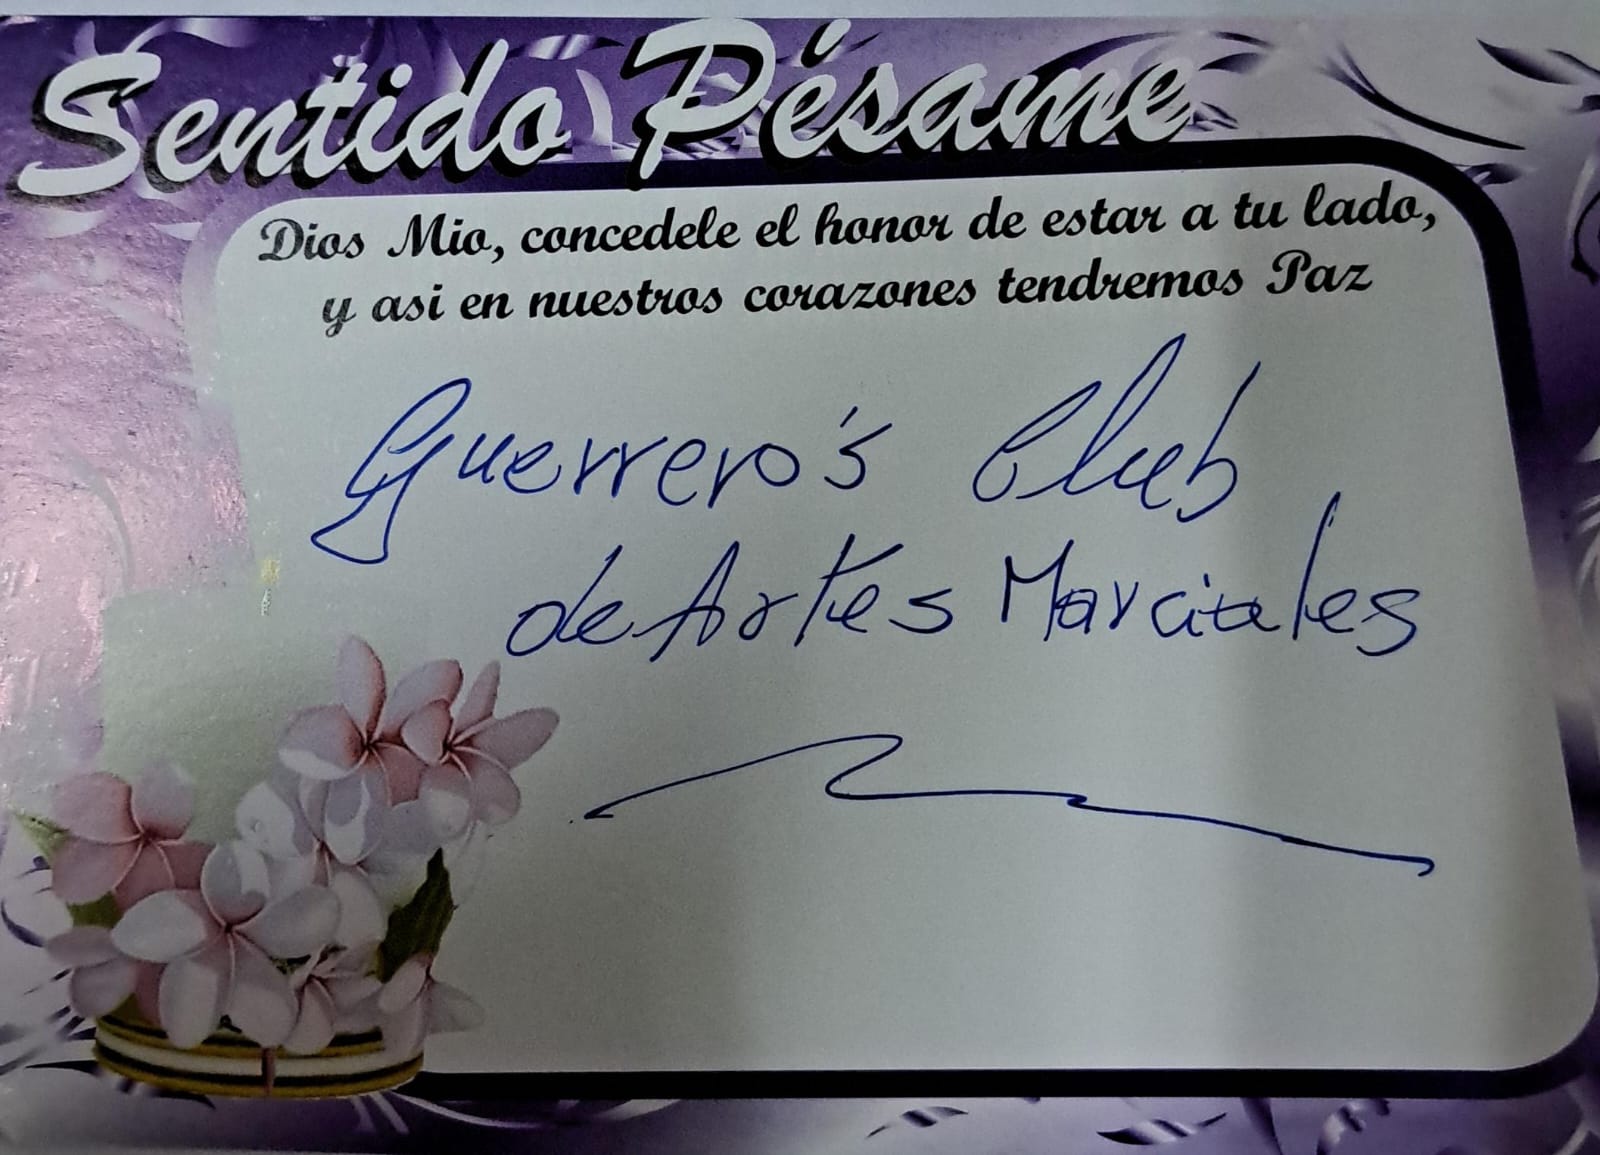 Sentido Pésame
Dios Mio, concedele el honor de estar a tu lado,
y asi en nuestros corazones tendremos Paz
Guerrero's Club
de Artes Marciales